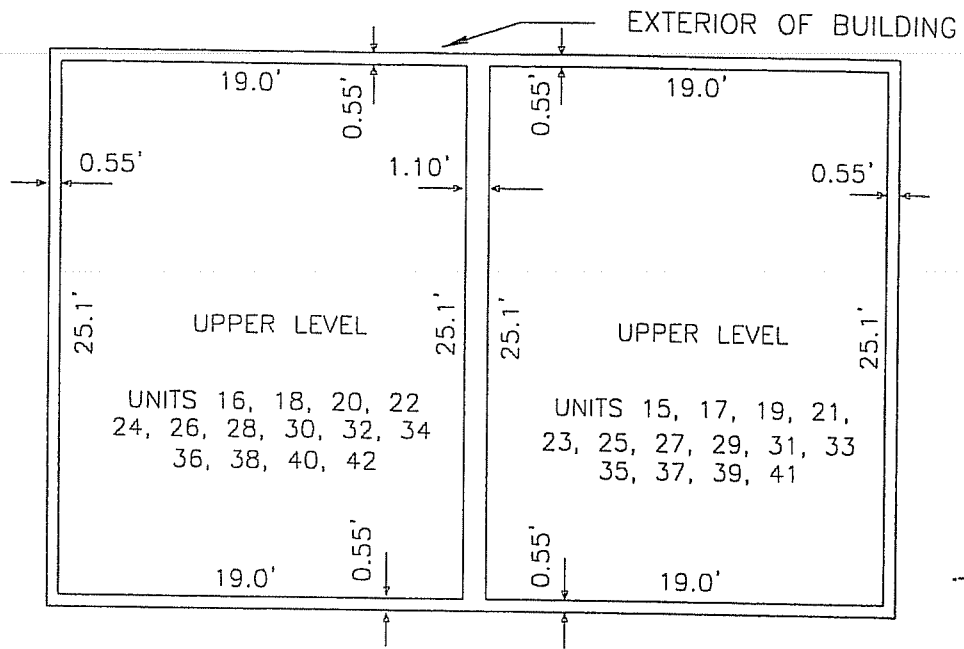 EXTERIOR OF BUILDING
19.0'
0.55'
0.55'
19.0'
0.55'
1.10'
0.55'
25.1'
25.1'
25.1'
25.1'
UPPER LEVEL
UNITS 16, 18, 20, 22
24, 26, 28, 30, 32, 34
36, 38, 40, 42
UPPER LEVEL
UNITS 15, 17, 19, 21,
23, 25, 27, 29, 31, 33
35, 37, 39, 41
19.0'
0.55'
0.55'
19.0'